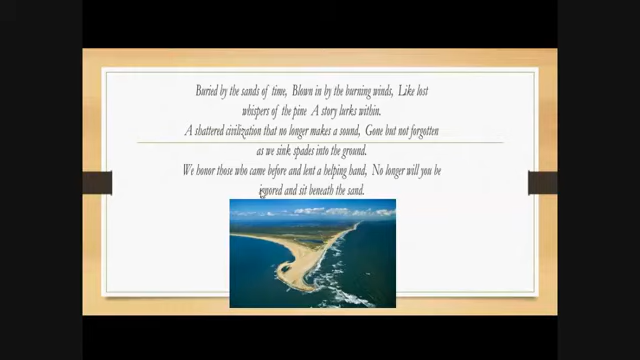 Buried by the sands of time, Blown in by the burning winds, Like lost
whispers of the pine A story lurks within.
A shattered civilization that no longer makes a sound, Gone but not forgotten
as we sink spades into the ground.
We honor those who came before and lent a helping hand, No longer will you be
ignored and sit beneath the sand.